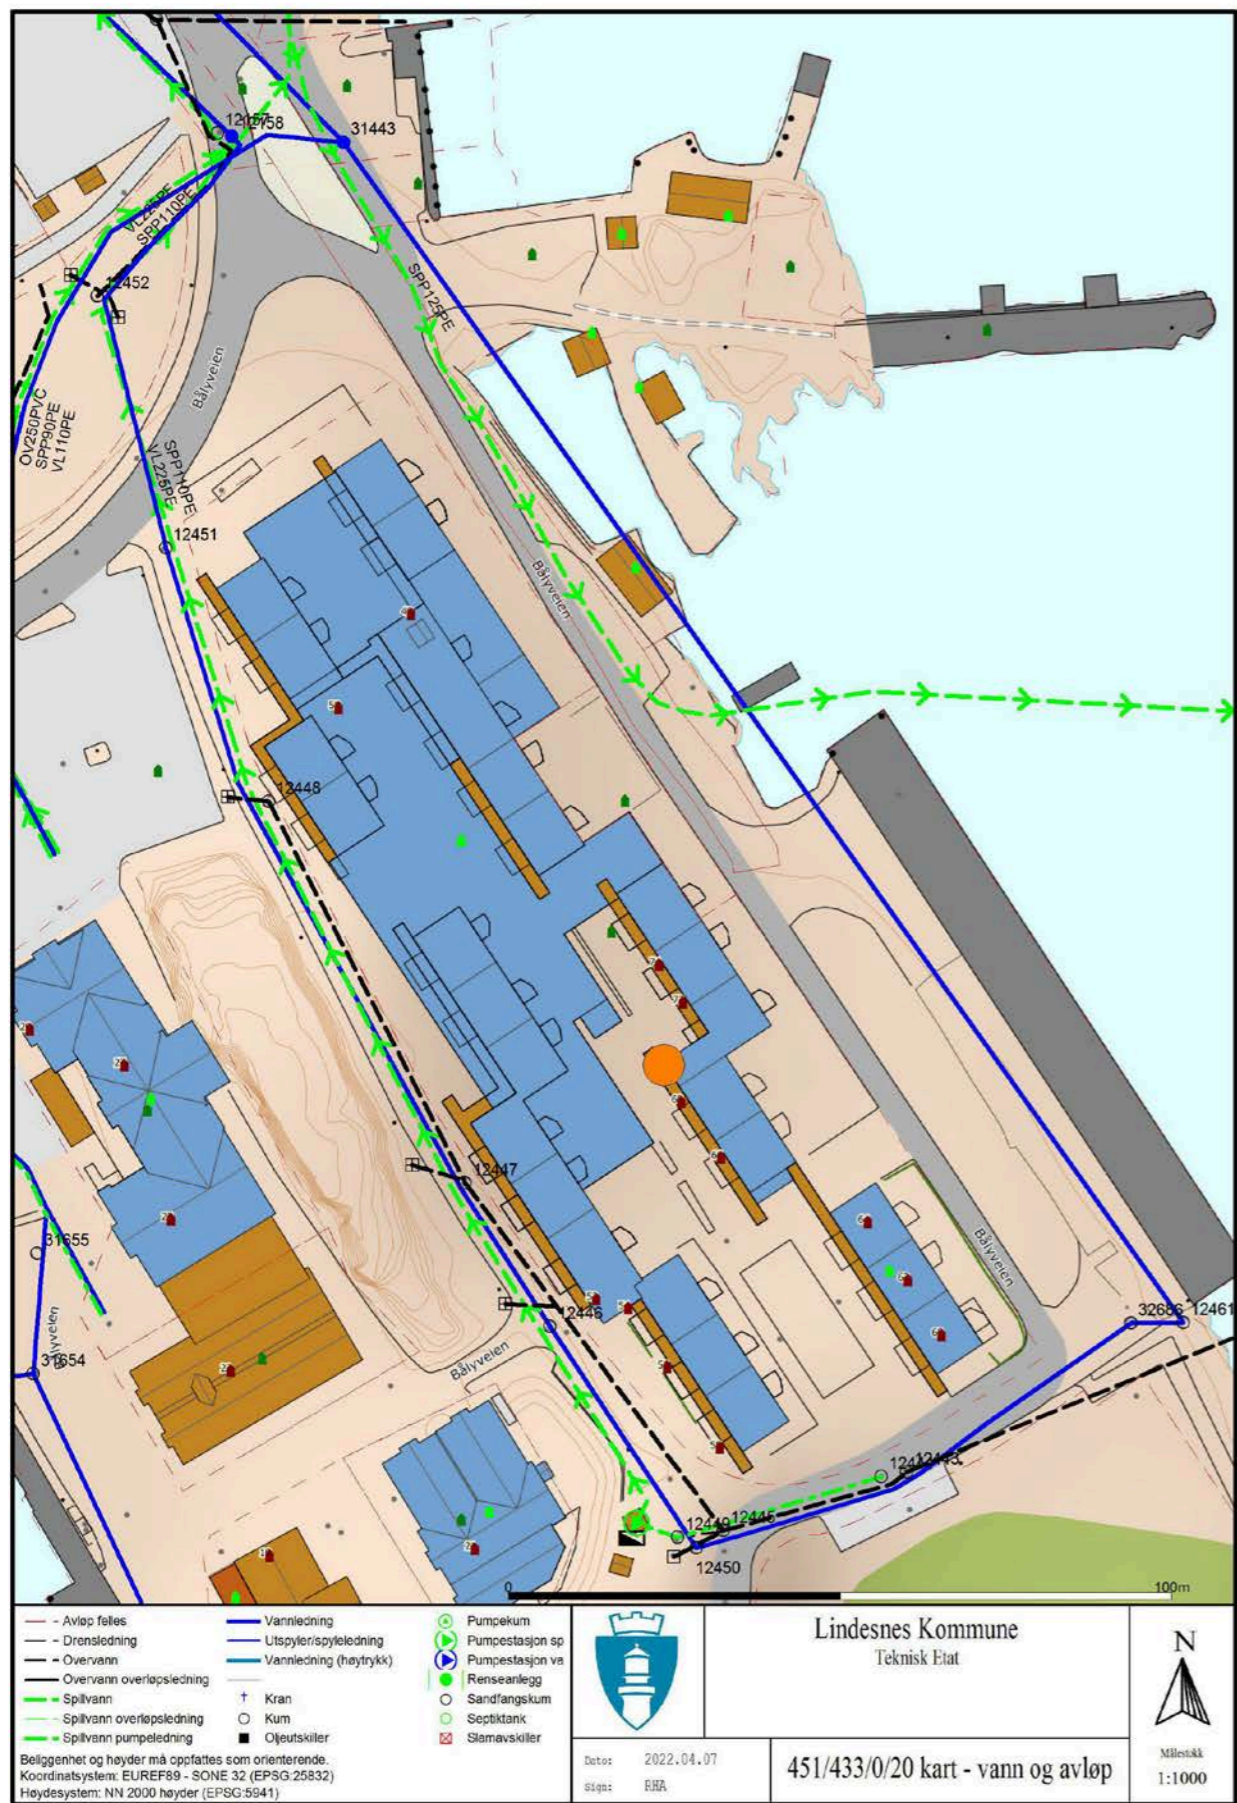 12157
12158
31443
VL225PE
SPP110PE
12452
SPP125PE
Bålyveien
OV250PVC
SPP90PE
VL110PE
SPP110PE
VL225PE
12451
Bålyveien
12448
12447
Bålyveien
31655
Bålyveien
31654
12446
Bålyveien
32686
12461
12443
12449
12445
12450
0
100m
Avløp felles
Drensledning
Overvann
Overvann overløpsledning
Spillvann
Spillvann overløpsledning
Spillvann pumpeledning
Vannledning
Utspyler/spyleledning
Vannledning (høytrykk)
Kran
Kum
Oljeutskiller
Pumpekum
Pumpestasjon sp
Pumpestasjon va
Renseanlegg
Sandfangskum
Septiktank
Slamavskiller
Beliggenhet og høyder må oppfattes som orienterende.
Koordinatsystem: EUREF89 - SONE 32 (EPSG:25832)
Høydesystem: NN 2000 høyder (EPSG:5941)
Lindesnes Kommune
Teknisk Etat
Dato: 2022.04.07
Sign: RHA
451/433/0/20 kart - vann og avløp
N
Målestokk
1:1000